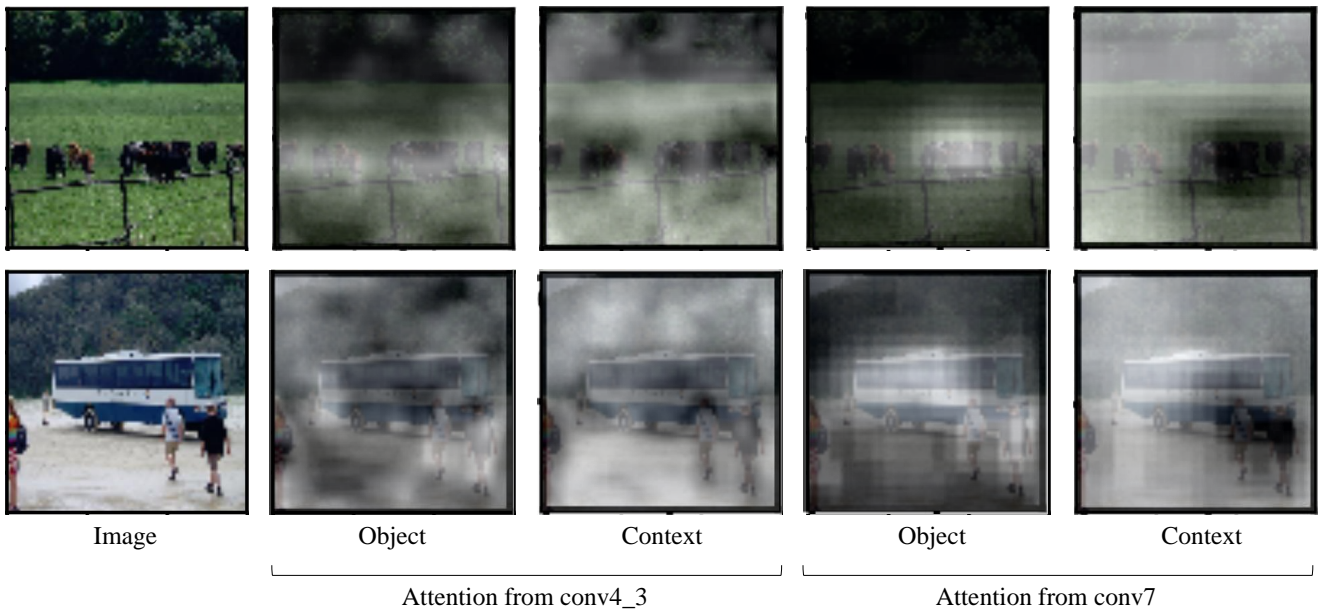 Image Object Context Object Context
Attention from conv4_3 Attention from conv7